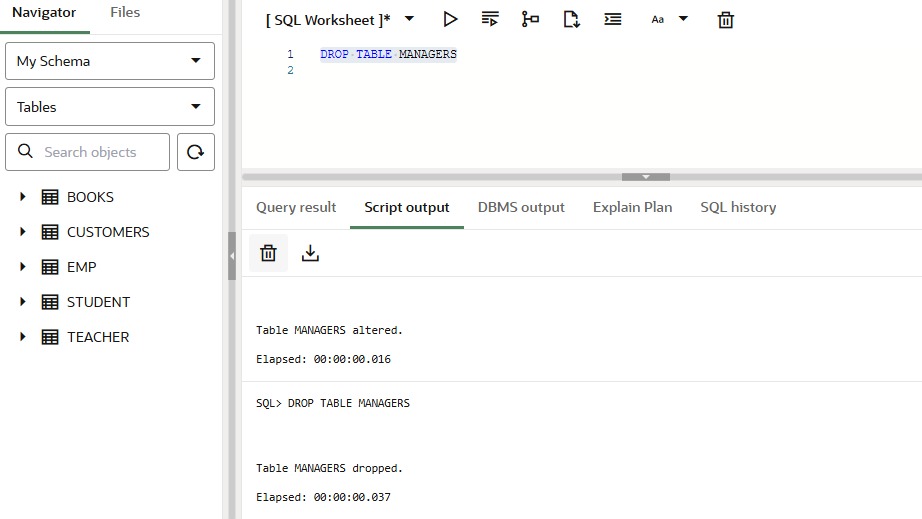 Navigator Files
My Schema
Tables
Search objects
BOOKS
CUSTOMERS
EMP
STUDENT
TEACHER
[ SQL Worksheet ]*
Aa
1 DROP TABLE MANAGERS
2
Query result Script output DBMS output Explain Plan SQL history
Table MANAGERS altered.
Elapsed: 00:00:00.016
SQL> DROP TABLE MANAGERS
Table MANAGERS dropped.
Elapsed: 00:00:00.037